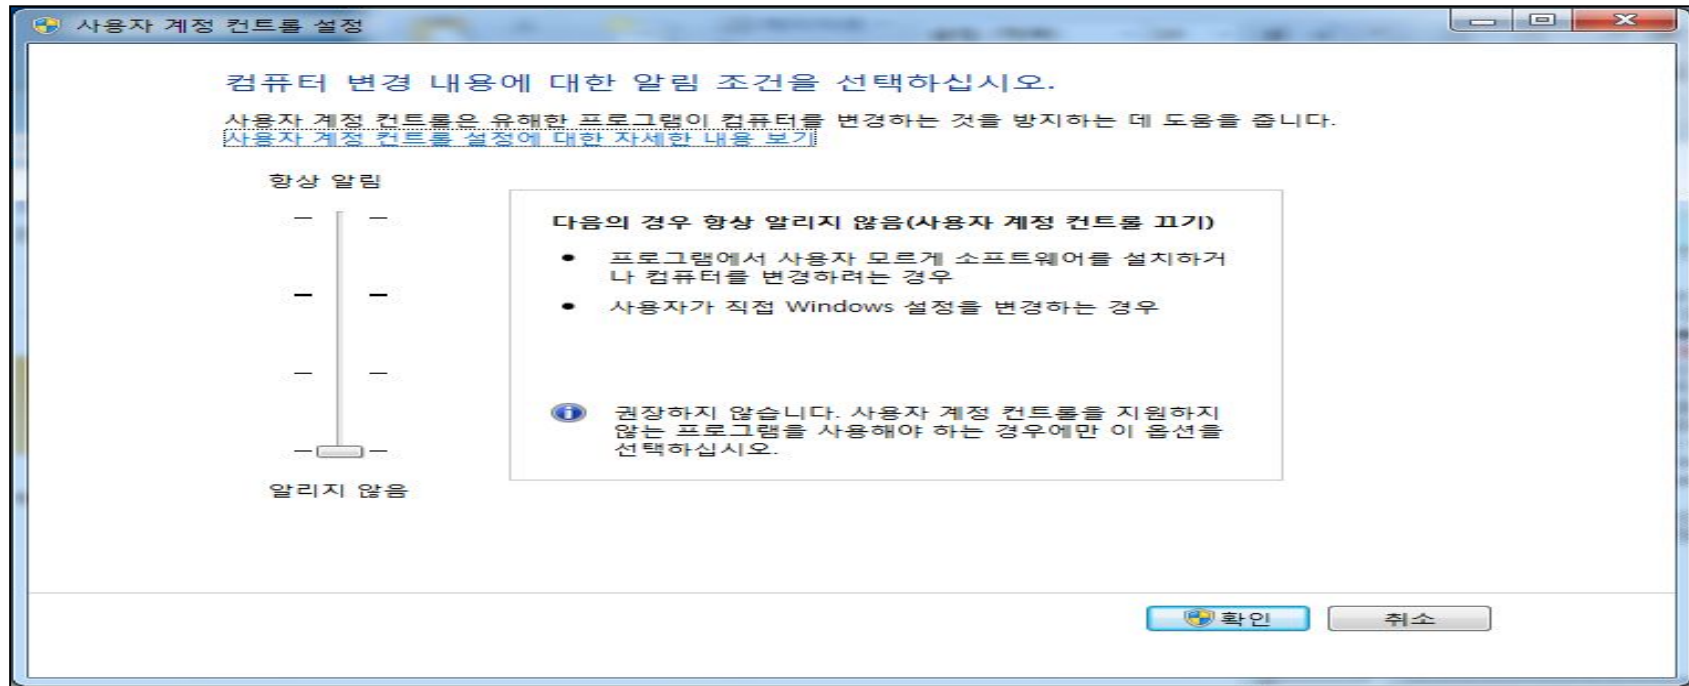 사용자 계정 컨트롤 설정
컴퓨터 변경 내용에 대한 알림 조건을 선택하십시오.
사용자 계정 컨트롤은 유해한 프로그램이 컴퓨터를 변경하는 것을 방지하는 데 도움을 줍니다.
사용자 계정 컨트롤 설정에 대한 자세한 내용 보기
항상 알림
다음의 경우 항상 알리지 않음(사용자 계정 컨트롤 끄기)
프로그램에서 사용자 모르게 소프트웨어를 설치하거
나 컴퓨터를 변경하려는 경우
사용자가 직접 Windows 설정을 변경하는 경우
권장하지 않습니다. 사용자 계정 컨트롤을 지원하지
않는 프로그램을 사용해야 하는 경우에만 이 옵션을
선택하십시오.
알리지 않음
확인
취소